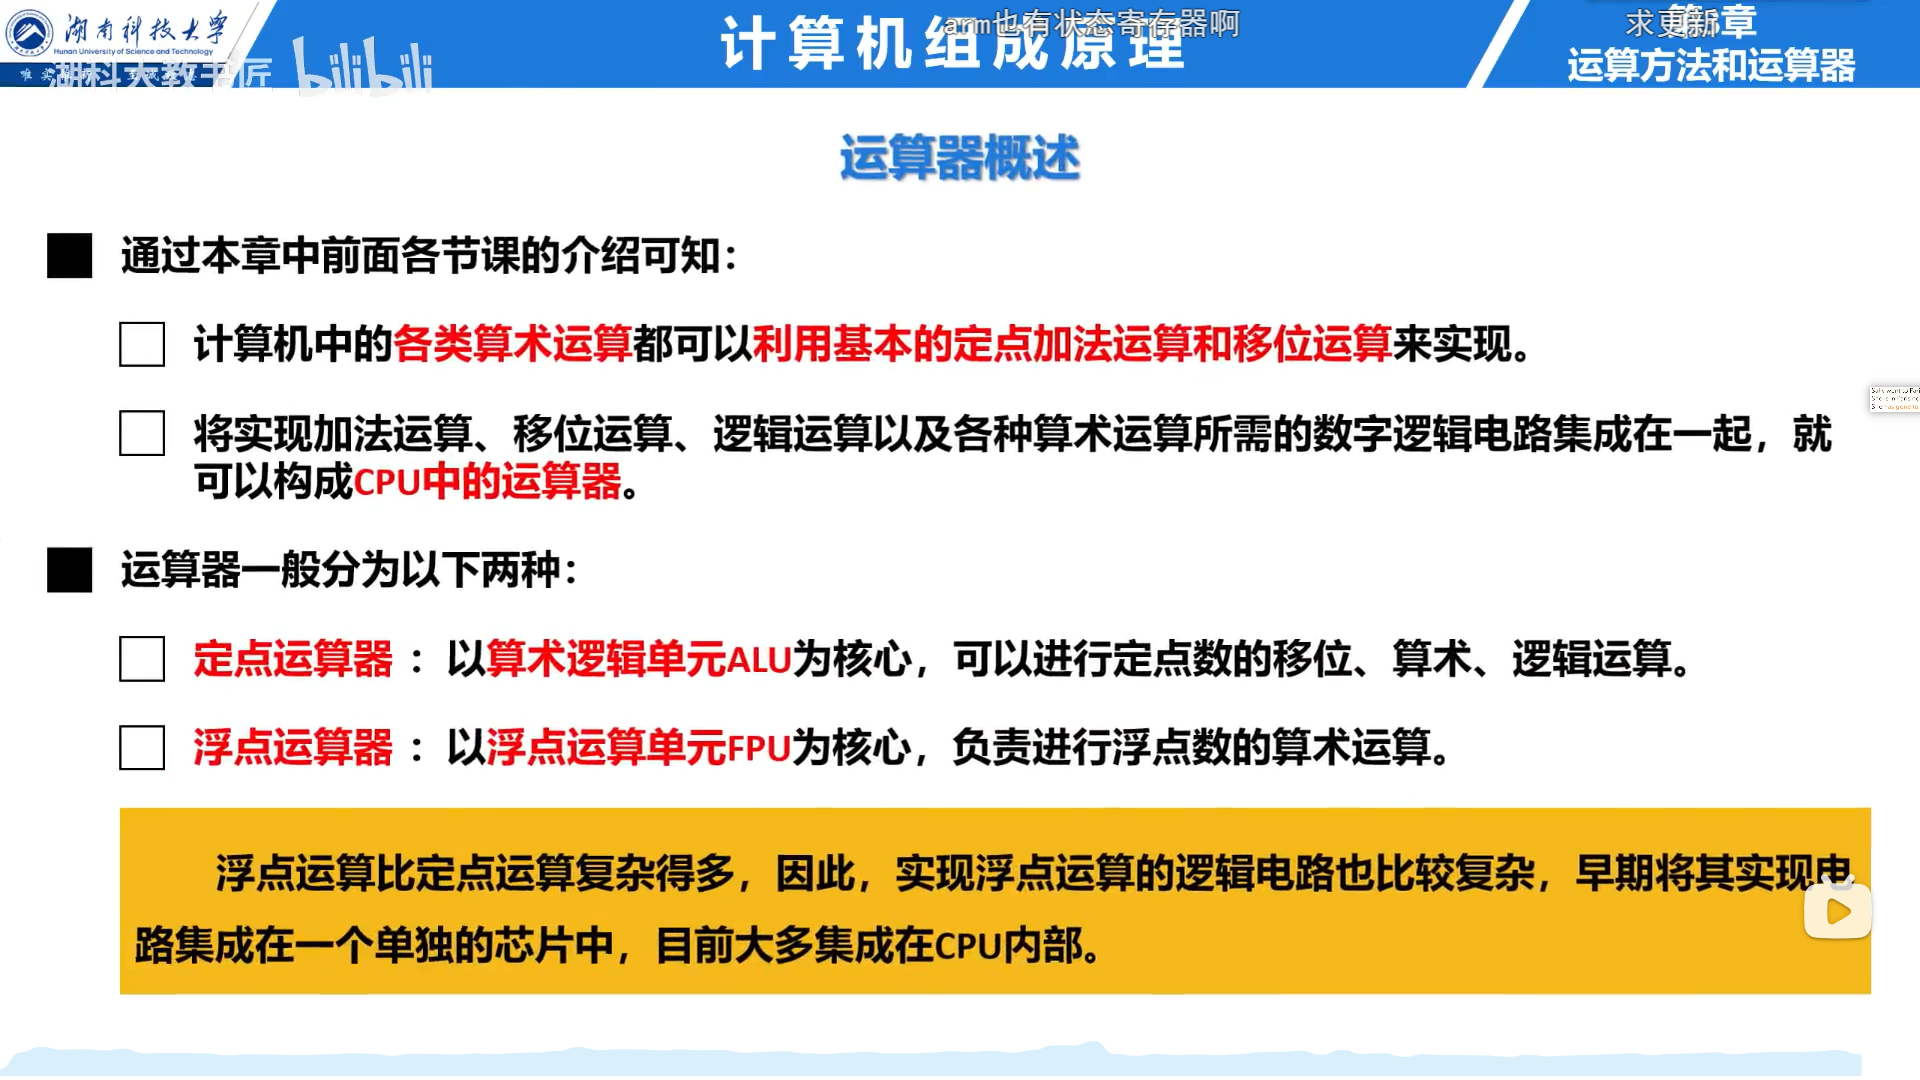 湖南科技大学
Hunan University of Science and Technology
湖科大教书匠
bilibili
计算机组成原理
arm也有状态寄存器啊
求更新
章
运算方法和运算器
运算器概述
通过本章中前面各节课的介绍可知：
计算机中的各类算术运算都可以利用基本的定点加法运算和移位运算来实现。
将实现加法运算、移位运算、逻辑运算以及各种算术运算所需的数字逻辑电路集成在一起，就
可以构成CPU中的运算器。
运算器一般分为以下两种：
定点运算器 ：以算术逻辑单元ALU为核心，可以进行定点数的移位、算术、逻辑运算。
浮点运算器 ：以浮点运算单元FPU为核心，负责进行浮点数的算术运算。
浮点运算比定点运算复杂得多，因此，实现浮点运算的逻辑电路也比较复杂，早期将其实现电
路集成在一个单独的芯片中，目前大多集成在CPU内部。